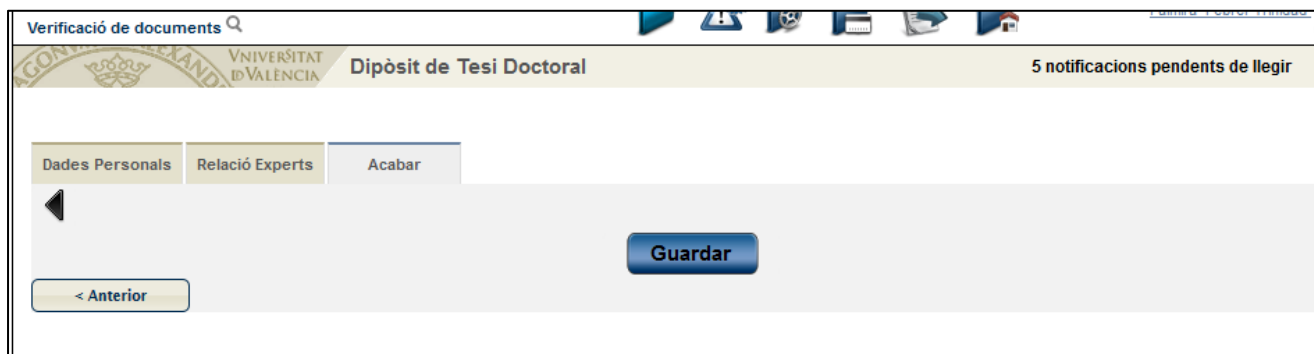 Verificació de documents
VNIVERSITAT
D VALÈNCIA
Dipòsit de Tesi Doctoral
5 notificacions pendents de llegir
Dades Personals
Relació Experts
Acabar
Guardar
< Anterior